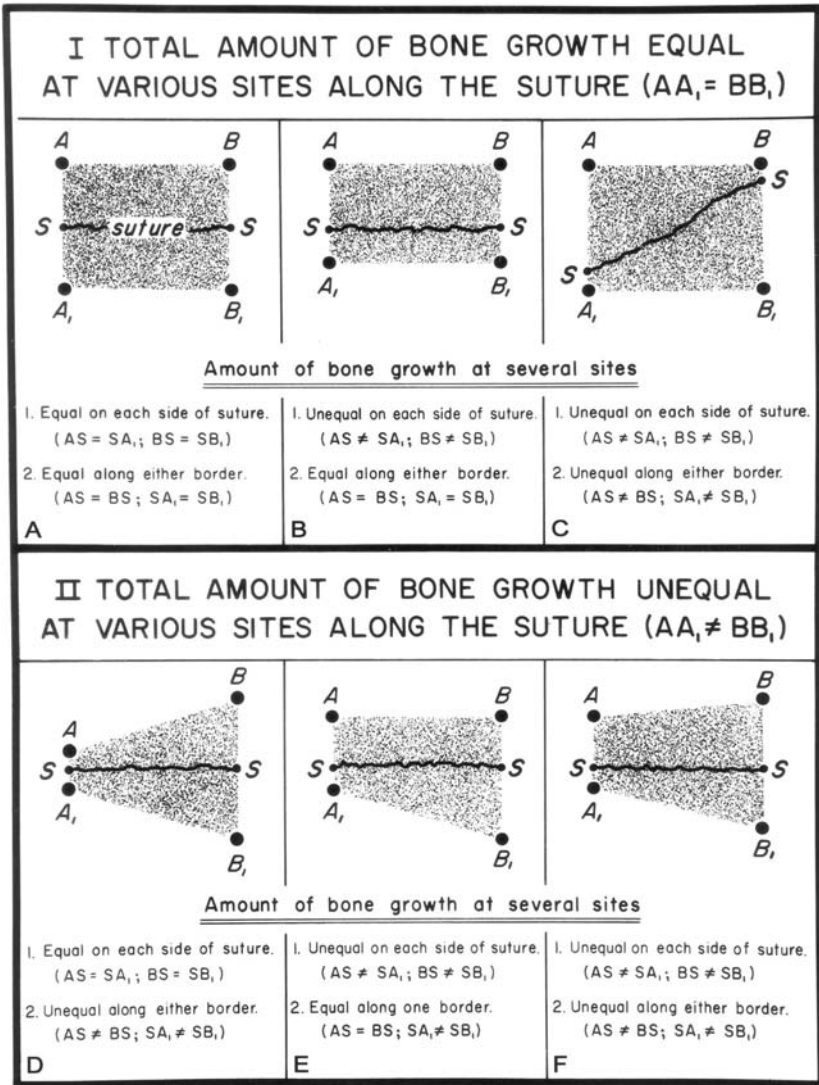 I TOTAL AMOUNT OF BONE GROWTH EQUAL
AT VARIOUS SITES ALONG THE SUTURE (AA₁ = BB₁)
A B
S suture S
A₁ B₁
A B
S S
A₁ B₁
A B
S
S
A₁ B₁
Amount of bone growth at several sites
1. Equal on each side of suture.
(AS = SA₁; BS = SB₁)
2. Equal along either border.
(AS = BS; SA₁ = SB₁)
A
1. Unequal on each side of suture.
(AS ≠ SA₁; BS ≠ SB₁)
2. Equal along either border.
(AS = BS; SA₁ = SB₁)
B
1. Unequal on each side of suture.
(AS ≠ SA₁; BS ≠ SB₁)
2. Unequal along either border.
(AS ≠ BS; SA₁ ≠ SB₁)
C
II TOTAL AMOUNT OF BONE GROWTH UNEQUAL
AT VARIOUS SITES ALONG THE SUTURE (AA₁ ≠ BB₁)
B
A
S S
A₁
B₁
A B
S S
A₁
B₁
A B
S S
A₁
B₁
Amount of bone growth at several sites
1. Equal on each side of suture.
(AS = SA₁; BS = SB₁)
2. Unequal along either border.
(AS ≠ BS; SA₁ ≠ SB₁)
D
1. Unequal on each side of suture.
(AS ≠ SA₁; BS ≠ SB₁)
2. Equal along one border.
(AS = BS; SA₁ ≠ SB₁)
E
1. Unequal on each side of suture.
(AS ≠ SA₁; BS ≠ SB₁)
2. Unequal along either border.
(AS ≠ BS; SA₁ ≠ SB₁)
F